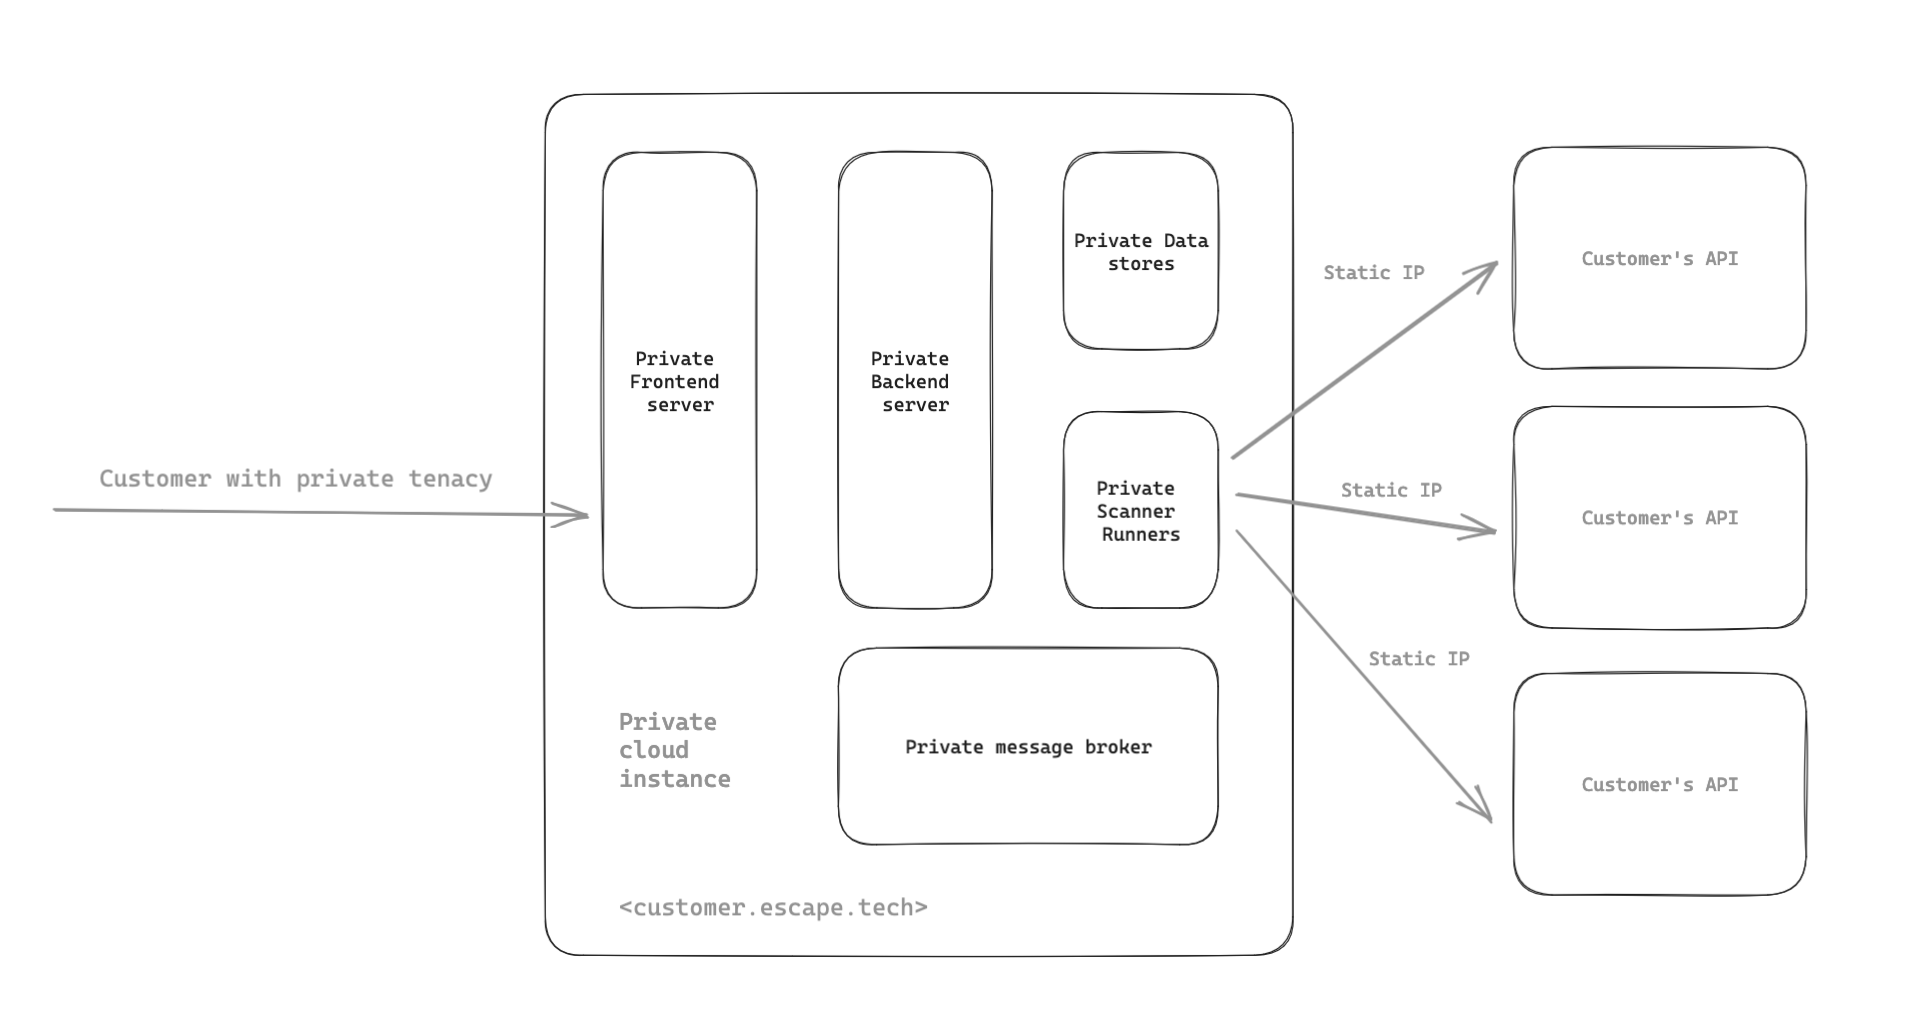 Customer with private tenacy
Private
Frontend
server
Private
Backend
server
Private Data
stores
Private
Scanner
Runners
Private message broker
Private
cloud
instance
<customer.escape.tech>
Static IP
Static IP
Static IP
Customer's API
Customer's API
Customer's API